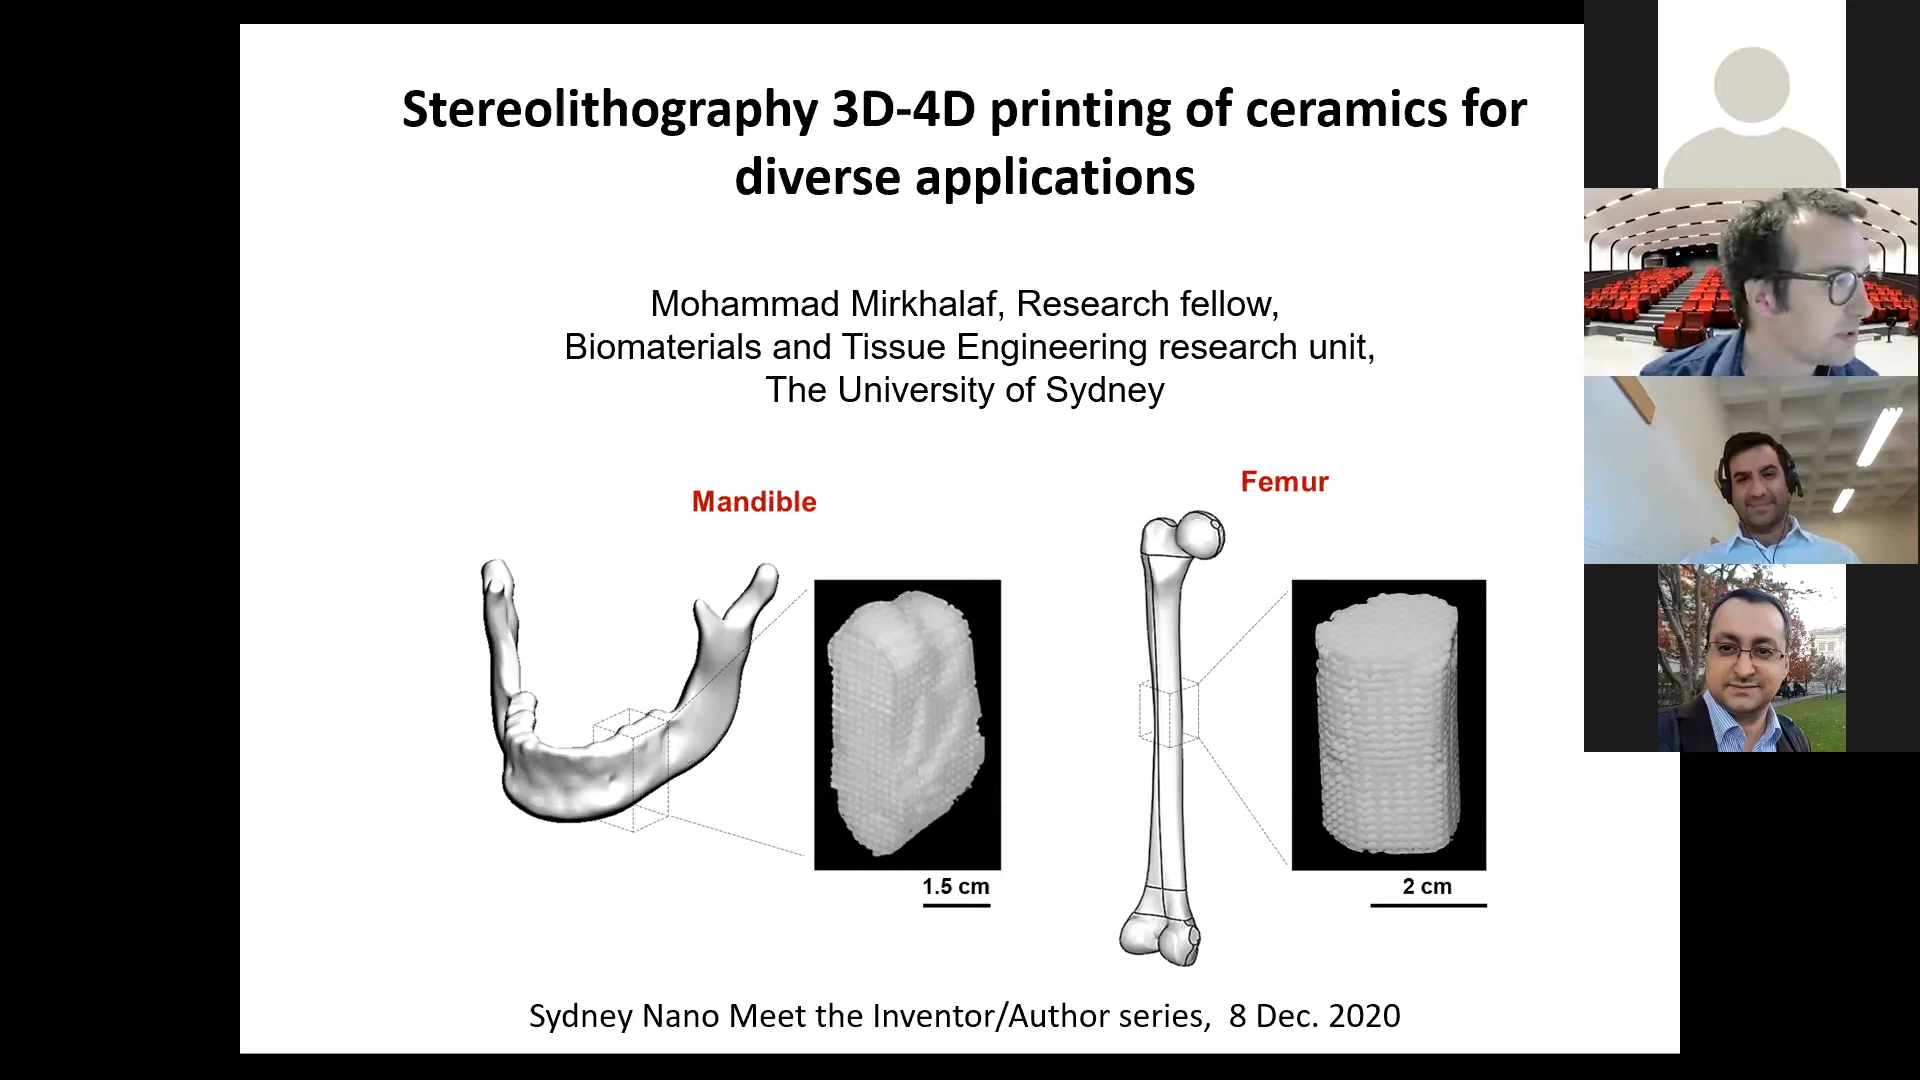 Stereolithography 3D-4D printing of ceramics for
diverse applications
Mohammad Mirkhalaf, Research fellow,
Biomaterials and Tissue Engineering research unit,
The University of Sydney
Mandible
Femur
1.5 cm
2 cm
Sydney Nano Meet the Inventor/Author series, 8 Dec. 2020